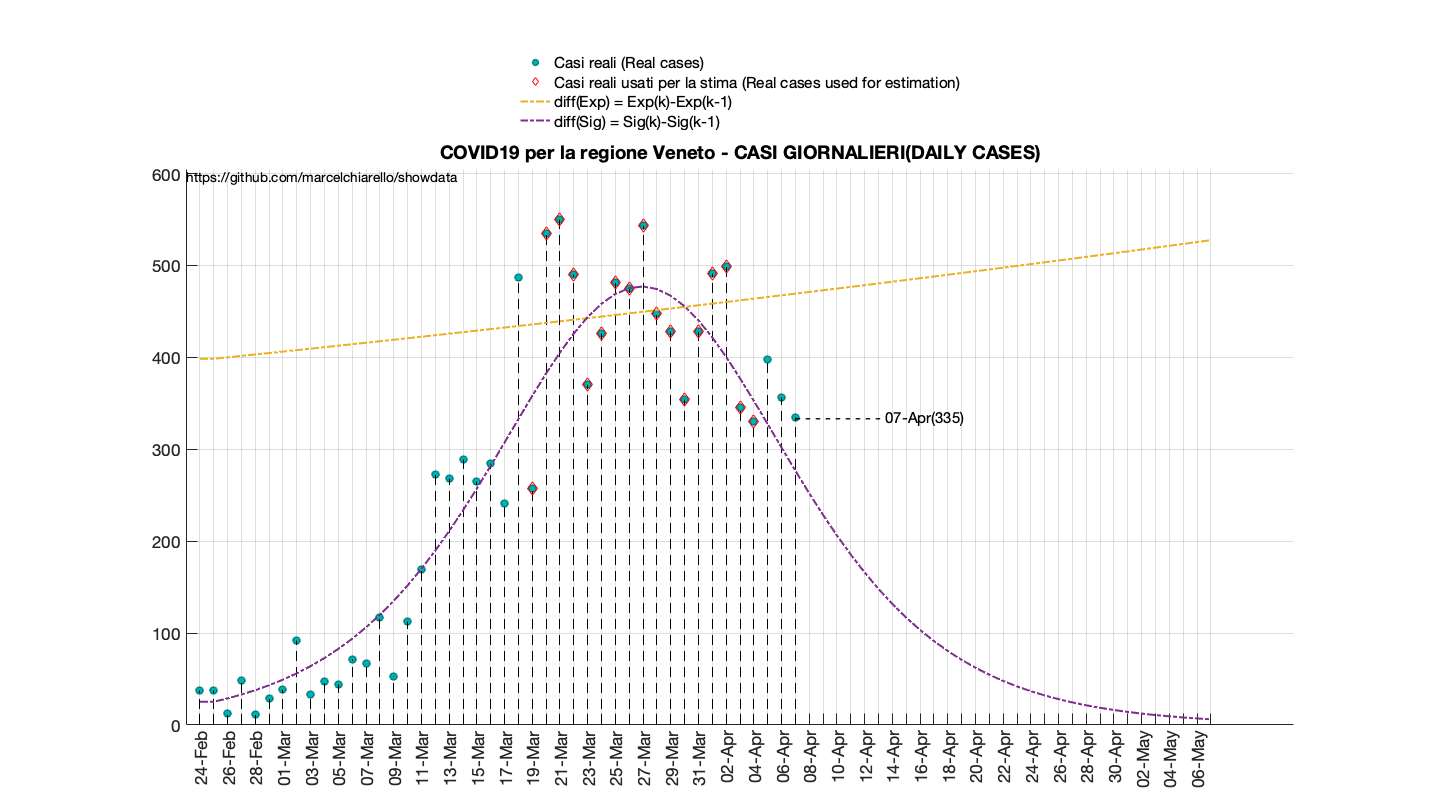 Casi reali (Real cases)
Casi reali usati per la stima (Real cases used for estimation)
diff(Exp) = Exp(k)-Exp(k-1)
diff(Sig) = Sig(k)-Sig(k-1)
COVID19 per la regione Veneto - CASI GIORNALIERI(DAILY CASES)
https://github.com/marcelchiarello/showdata
600
500
400
300
200
100
0
07-Apr(335)
24-Feb
26-Feb
28-Feb
01-Mar
03-Mar
05-Mar
07-Mar
09-Mar
11-Mar
13-Mar
15-Mar
17-Mar
19-Mar
21-Mar
23-Mar
25-Mar
27-Mar
29-Mar
31-Mar
02-Apr
04-Apr
06-Apr
08-Apr
10-Apr
12-Apr
14-Apr
16-Apr
18-Apr
20-Apr
22-Apr
24-Apr
26-Apr
28-Apr
30-Apr
02-May
04-May
06-May